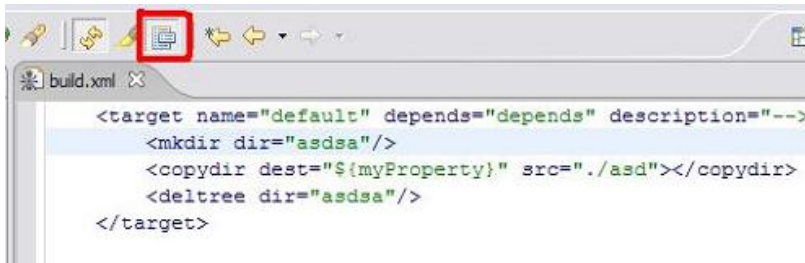 build.xml
<target name="default" depends="depends" description="-->
<mkdir dir="asdsa"/>
<copydir dest="${myProperty}" src="./asd"></copydir>
<deltree dir="asdsa"/>
</target>